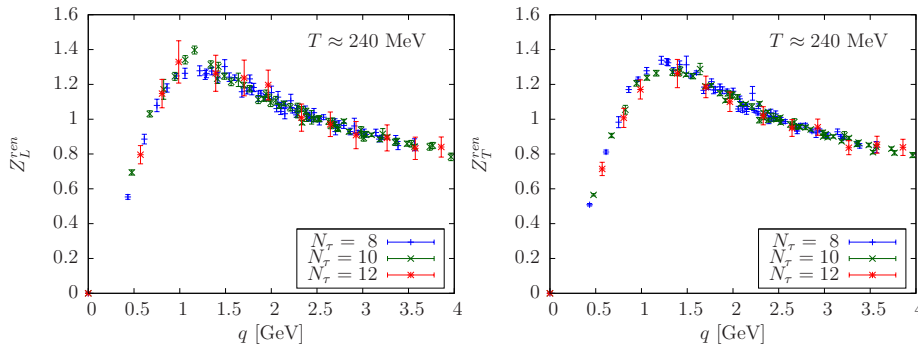 T ≈ 240 MeV
Z_L^{ren}
1.6
1.4
1.2
1
0.8
0.6
0.4
0.2
0
N_τ = 8
N_τ = 10
N_τ = 12
0 0.5 1 1.5 2 2.5 3 3.5 4
q [GeV]
T ≈ 240 MeV
Z_T^{ren}
1.6
1.4
1.2
1
0.8
0.6
0.4
0.2
0
N_τ = 8
N_τ = 10
N_τ = 12
0 0.5 1 1.5 2 2.5 3 3.5 4
q [GeV]